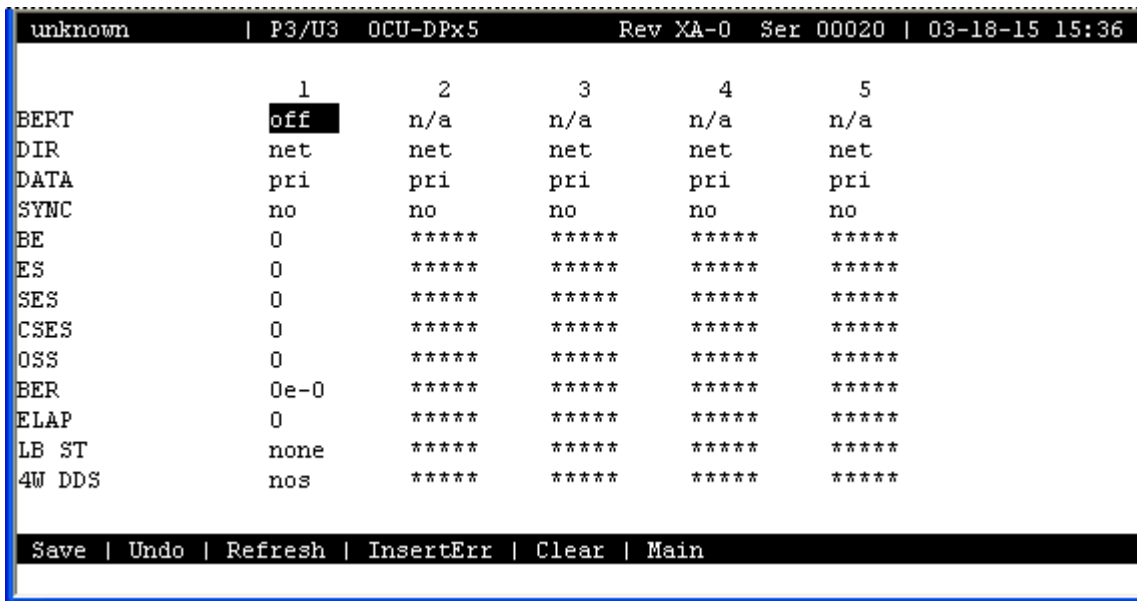 unknown | P3/U3 OCU-DPx5 Rev XA-0 Ser 00020 | 03-18-15 15:36
1 2 3 4 5
BERT off n/a n/a n/a n/a
DIR net net net net net
DATA pri pri pri pri pri
SYNC no no no no no
BE 0 ***** ***** ***** *****
ES 0 ***** ***** ***** *****
SES 0 ***** ***** ***** *****
CSES 0 ***** ***** ***** *****
OSS 0 ***** ***** ***** *****
BER 0e-0 ***** ***** ***** *****
ELAP 0 ***** ***** ***** *****
LB ST none ***** ***** ***** *****
4W DDS nos ***** ***** ***** *****
Save | Undo | Refresh | InsertErr | Clear | Main